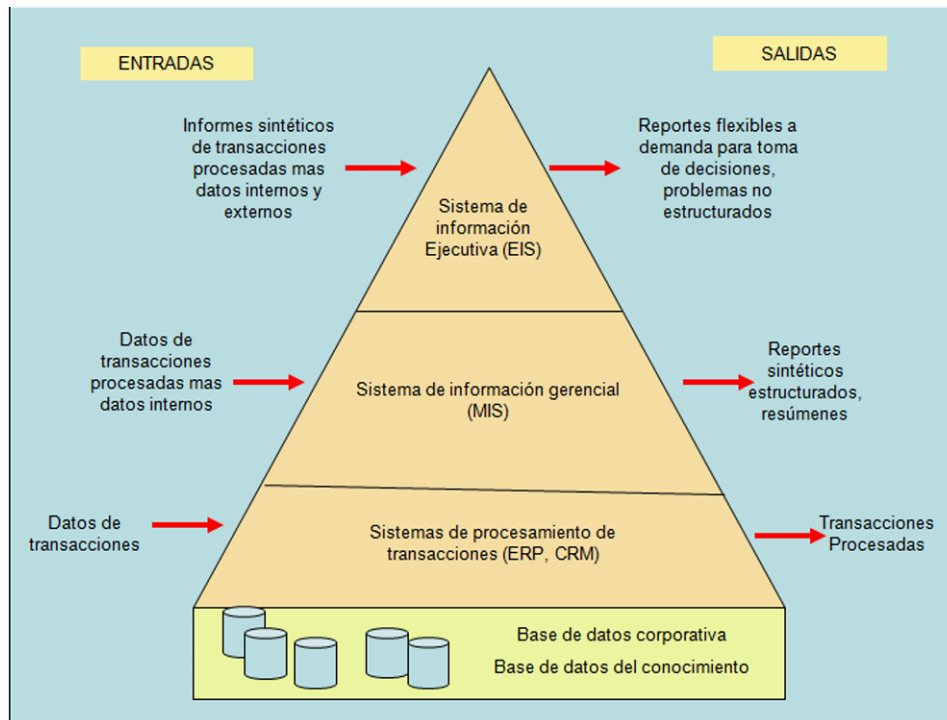 ENTRADAS
SALIDAS
Informes sintéticos
de transacciones
procesadas mas
datos internos y
externos
Reportes flexibles a
demanda para toma
de decisiones,
problemas no
estructurados
Sistema de
información
Ejecutiva (EIS)
Datos de
transacciones
procesadas mas
datos internos
Sistema de información gerencial
(MIS)
Reportes
sintéticos
estructurados,
resúmenes
Datos de
transacciones
Sistemas de procesamiento de
transacciones (ERP, CRM)
Transacciones
Procesadas
Base de datos corporativa
Base de datos del conocimiento